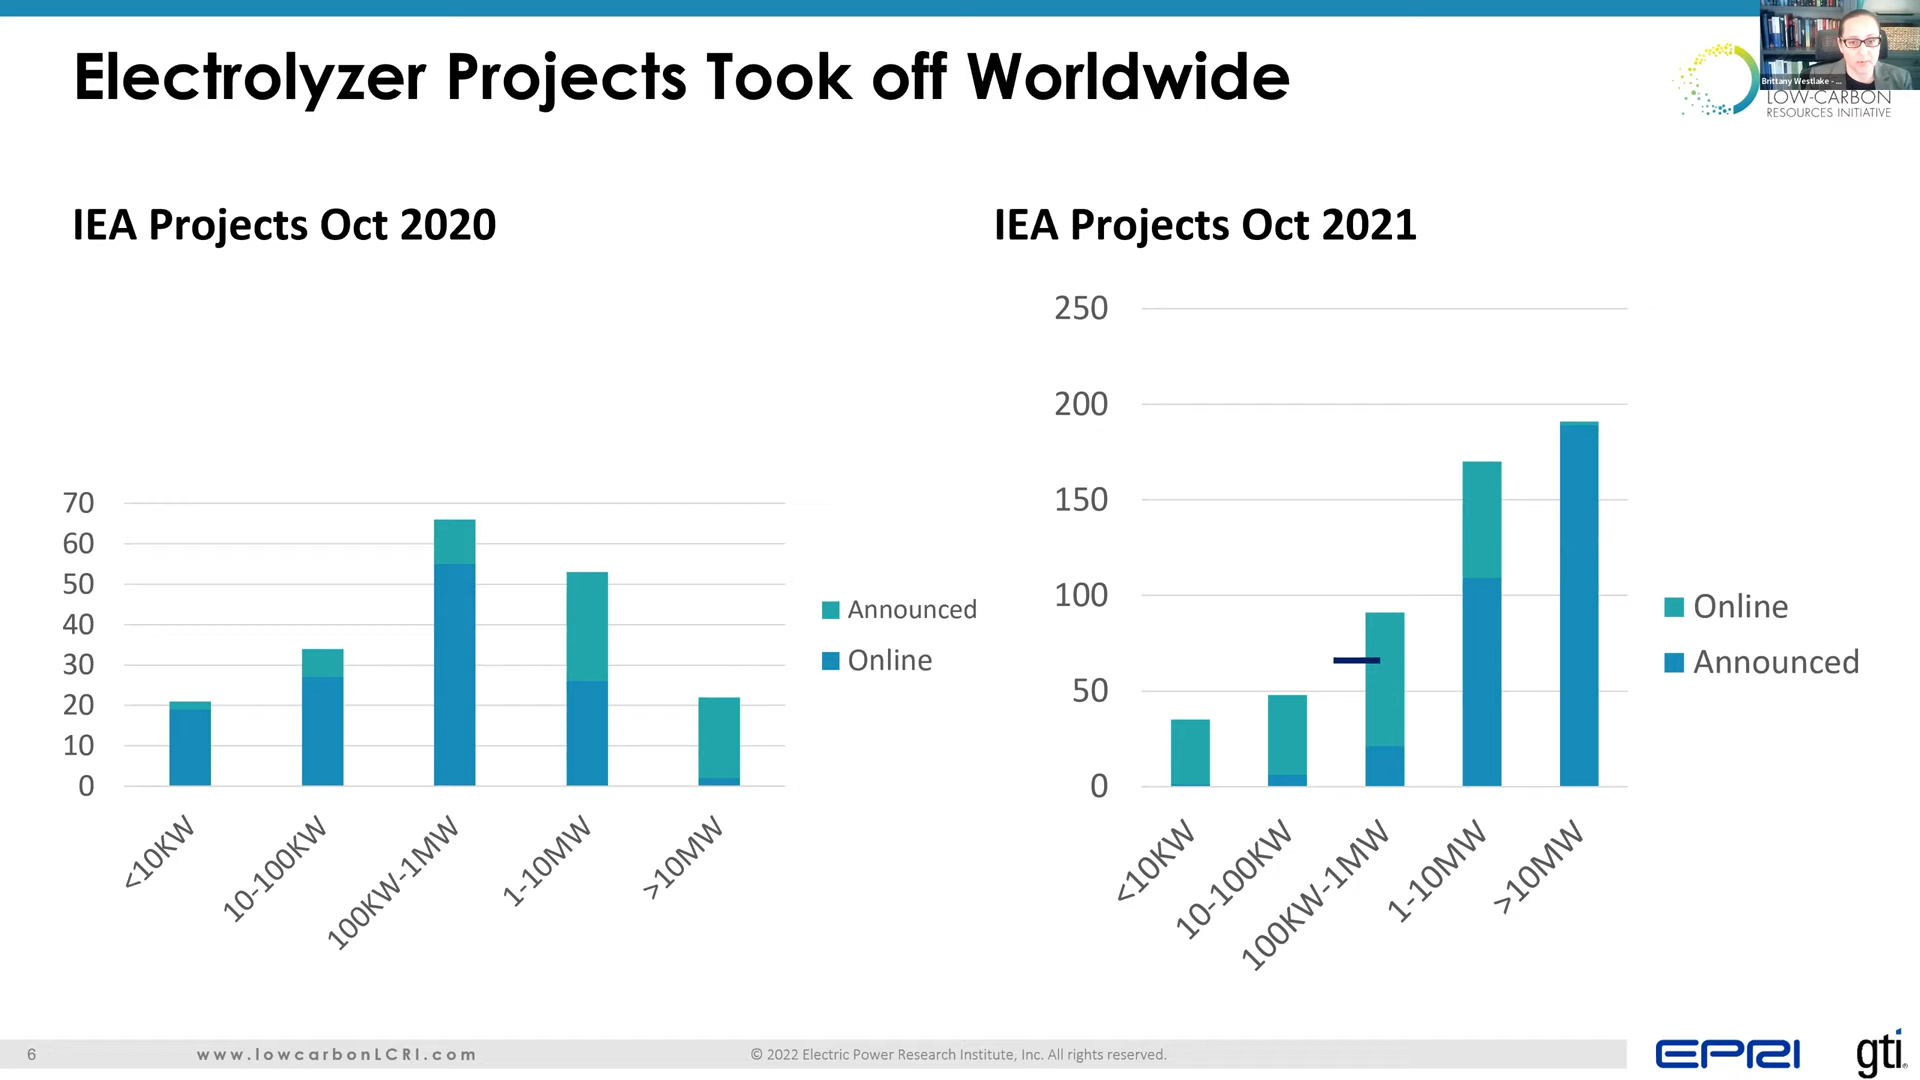 Electrolyzer Projects Took off Worldwide
Brittany Westlake - ...
LOW-CARBON
RESOURCES INITIATIVE
IEA Projects Oct 2020
70
60
50
40
30
20
10
0
<10KW
10-100KW
100KW-1MW
1-10MW
>10MW
Announced
Online
IEA Projects Oct 2021
250
200
150
100
50
0
<10KW
10-100KW
100KW-1MW
1-10MW
>10MW
Online
Announced
6
www.lowcarbonLCRI.com
© 2022 Electric Power Research Institute, Inc. All rights reserved.
EPRI
gti®